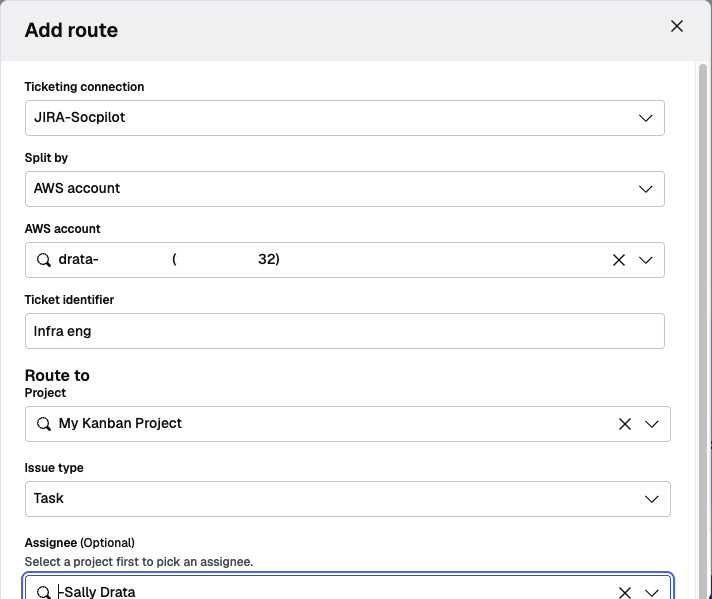 Add route
Ticketing connection
JIRA-Socpilot
Split by
AWS account
AWS account
drata- ( 32)
Ticket identifier
Infra eng
Route to
Project
My Kanban Project
Issue type
Task
Assignee (Optional)
Select a project first to pick an assignee.
-Sally Drata